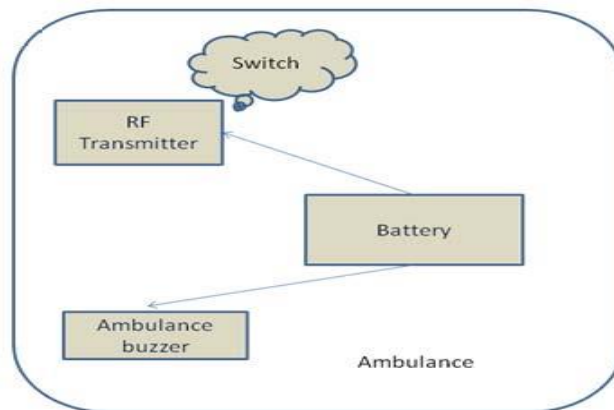 Switch
RF
Transmitter
Battery
Ambulance
buzzer
Ambulance